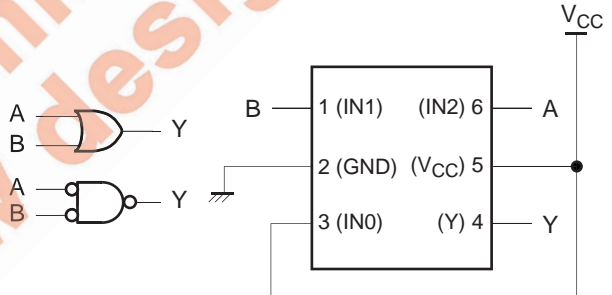 VCC
A
B
Y
A
B
Y
B
1 (IN1)
(IN2) 6
A
2 (GND)
(VCC) 5
3 (IN0)
(Y) 4
Y